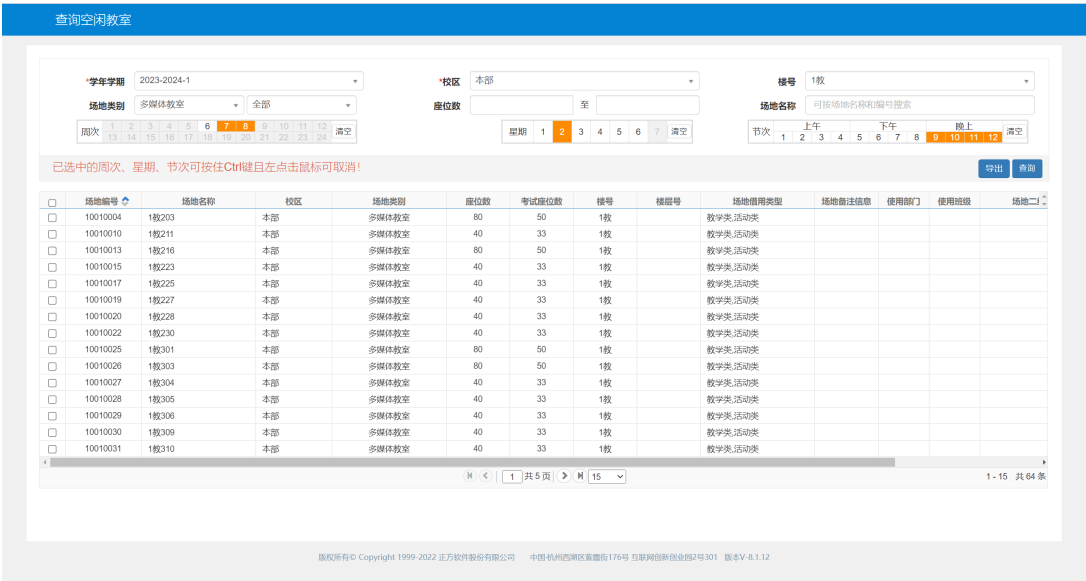 查询空闲教室
*学年学期 2023-2024-1 *校区 本部 楼号 1教
场地类别 多媒体教室 全部 座位数 至 场地名称 可按场地名称和编号搜索
周次 1 2 3 4 5 6 7 8 9 10 11 12 清空 星期 1 2 3 4 5 6 7 清空 节次 上午 下午 晚上 清空
13 14 15 16 17 18 19 20 21 22 23 24 1 2 3 4 5 6 7 8 9 10 11 12
已选中的周次、星期、节次可按住Ctrl键且左点击鼠标可取消! 导出 查询
场地编号 场地名称 校区 场地类别 座位数 考试座位数 楼号 楼层号 场地借用类型 场地备注信息 使用部门 使用班级 场地二
10010004 1教203 本部 多媒体教室 80 50 1教 教学类,活动类
10010010 1教211 本部 多媒体教室 40 33 1教 教学类,活动类
10010013 1教216 本部 多媒体教室 80 50 1教 教学类,活动类
10010015 1教223 本部 多媒体教室 40 33 1教 教学类,活动类
10010017 1教225 本部 多媒体教室 40 33 1教 教学类,活动类
10010019 1教227 本部 多媒体教室 40 33 1教 教学类,活动类
10010020 1教228 本部 多媒体教室 40 33 1教 教学类,活动类
10010022 1教230 本部 多媒体教室 40 33 1教 教学类,活动类
10010025 1教301 本部 多媒体教室 80 50 1教 教学类,活动类
10010026 1教303 本部 多媒体教室 80 50 1教 教学类,活动类
10010027 1教304 本部 多媒体教室 40 33 1教 教学类,活动类
10010028 1教305 本部 多媒体教室 40 33 1教 教学类,活动类
10010029 1教306 本部 多媒体教室 40 33 1教 教学类,活动类
10010030 1教309 本部 多媒体教室 40 33 1教 教学类,活动类
10010031 1教310 本部 多媒体教室 40 33 1教 教学类,活动类
1 共 5 页 15 1 - 15 共 64 条
版权所有© Copyright 1999-2022 正方软件股份有限公司 中国·杭州西湖区紫霞街176号 互联网创新创业园2号301 版本V-8.1.12